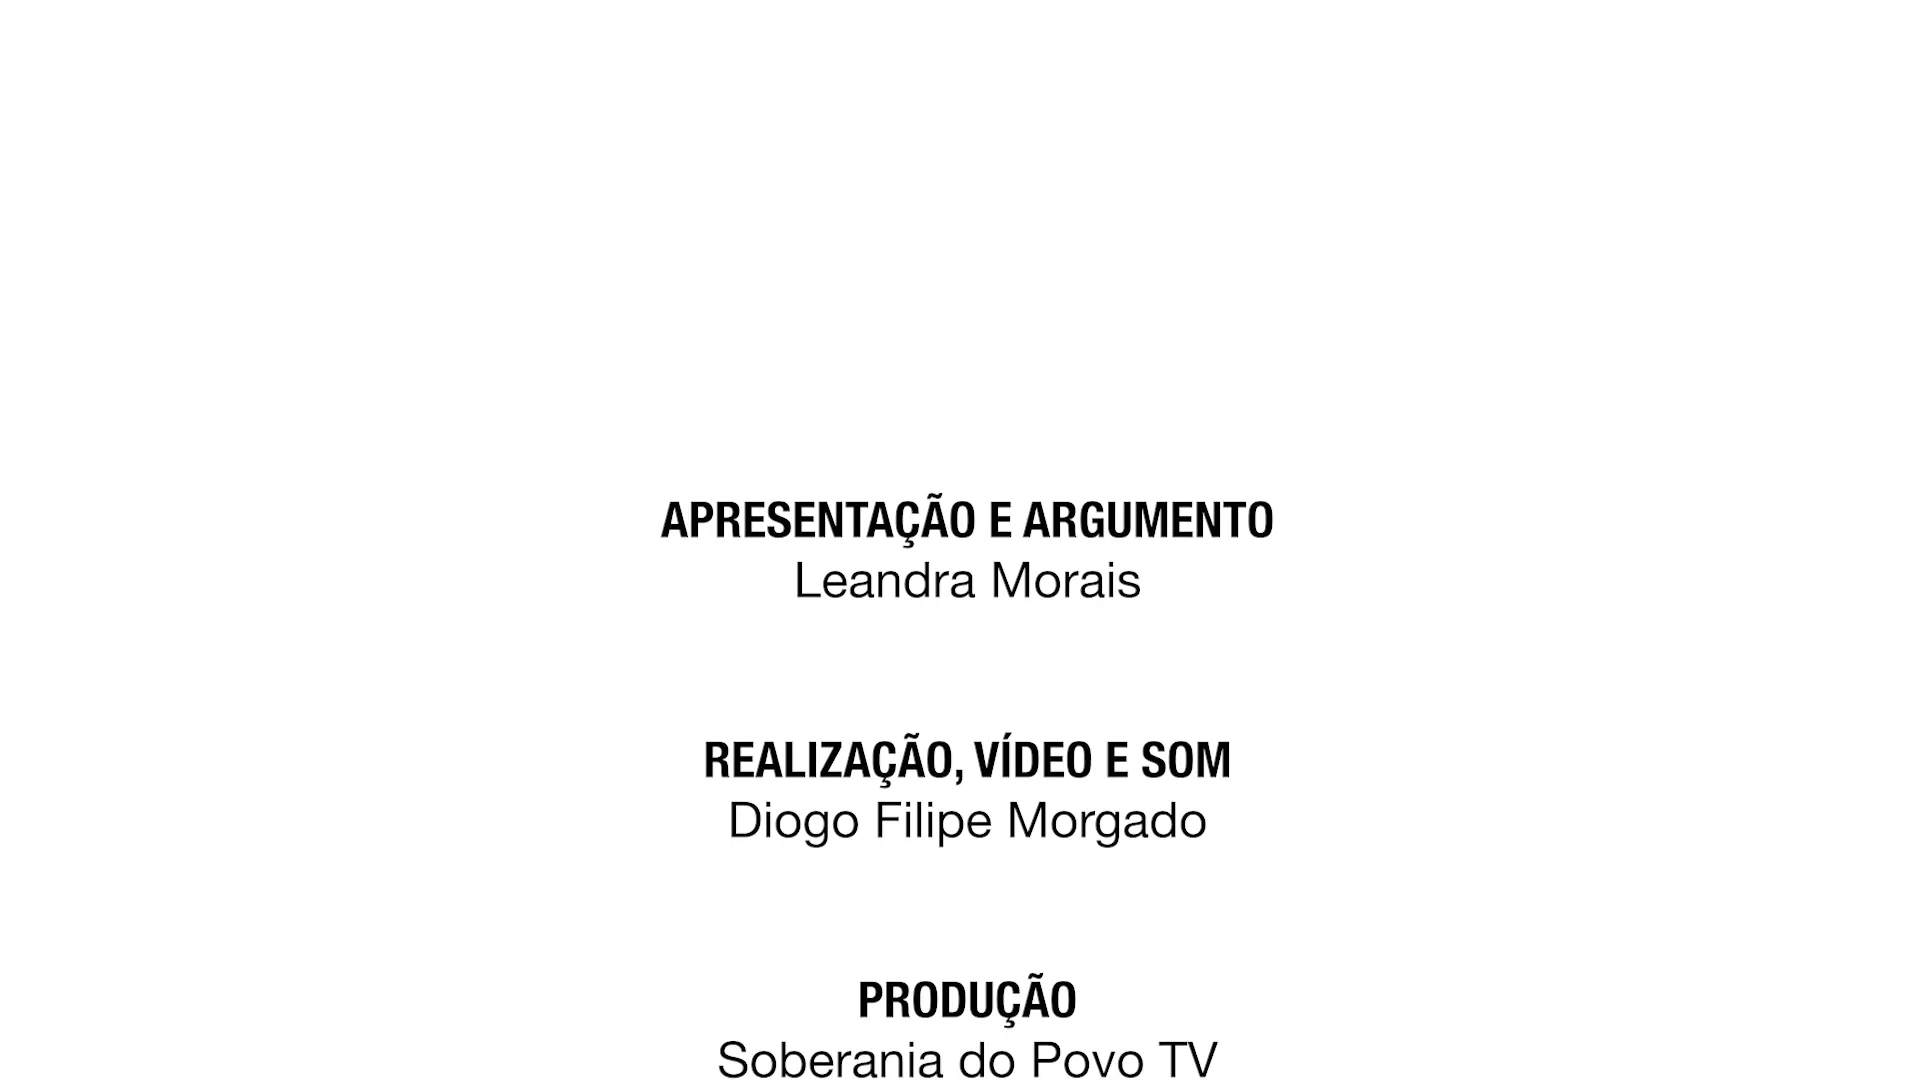 APRESENTAÇÃO E ARGUMENTO
Leandra Morais
REALIZAÇÃO, VÍDEO E SOM
Diogo Filipe Morgado
PRODUÇÃO
Soberania do Povo TV